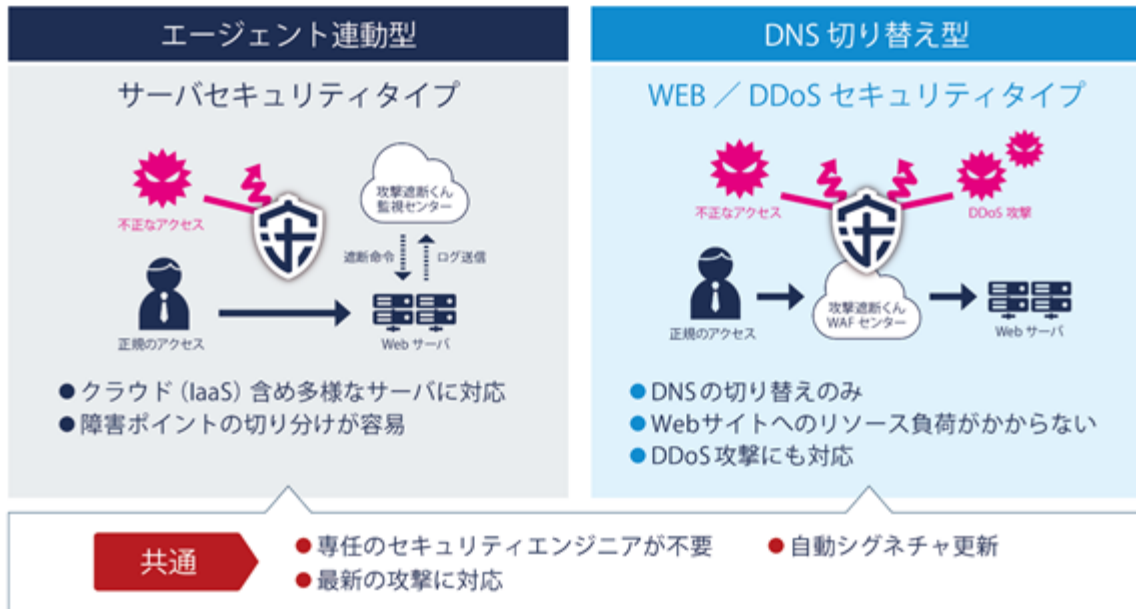 エージェント連動型
サーバセキュリティタイプ
不正なアクセス
攻撃遮断くん
監視センター
遮断命令
ログ送信
正規のアクセス
Web サーバ
●クラウド（IaaS）含め多様なサーバに対応
●障害ポイントの切り分けが容易
DNS 切り替え型
WEB ／ DDoS セキュリティタイプ
不正なアクセス
DDoS 攻撃
正規のアクセス
攻撃遮断くん
WAF センター
Web サーバ
●DNSの切り替えのみ
●Webサイトへのリソース負荷がかからない
●DDoS攻撃にも対応
共通
●専任のセキュリティエンジニアが不要
●自動シグネチャ更新
●最新の攻撃に対応